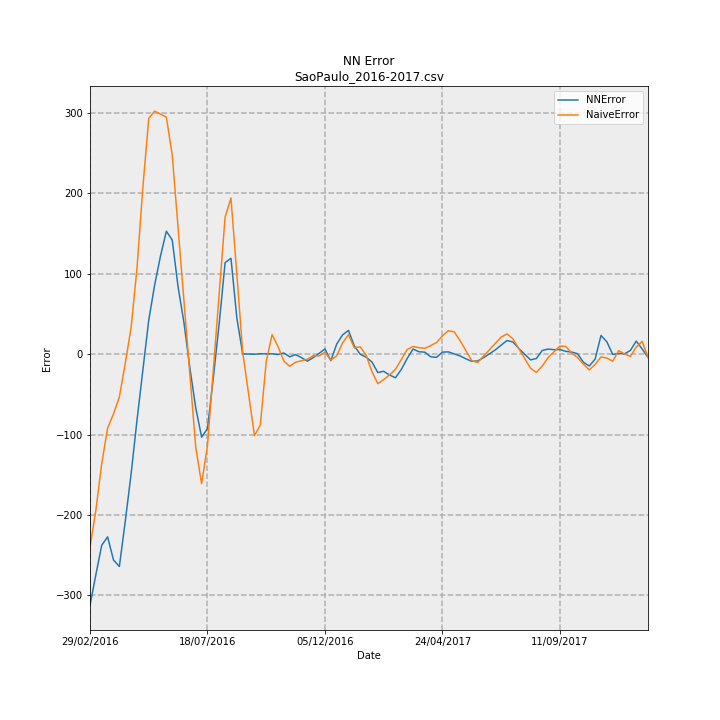 NN Error
SaoPaulo_2016-2017.csv
NNError
NaiveError
300
200
100
0
−100
−200
−300
Error
29/02/2016 18/07/2016 05/12/2016 24/04/2017 11/09/2017
Date